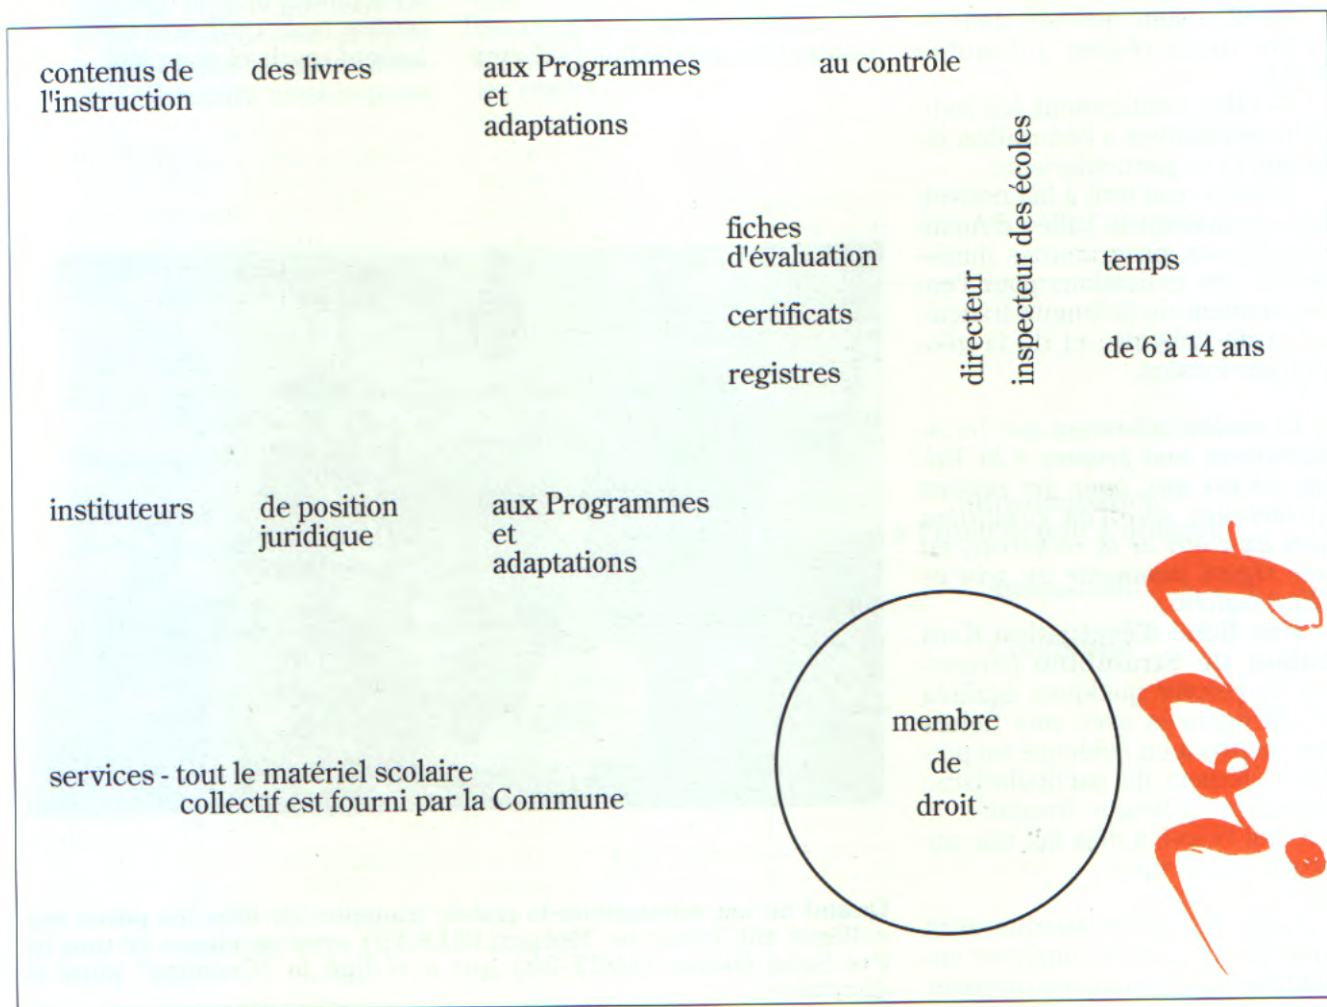 contenus de
l'instruction
des livres
aux Programmes
et
adaptations
au contrôle
fiches
d'évaluation
certificats
registres
directeur
inspecteur des écoles
temps
de 6 à 14 ans
instituteurs
de position
juridique
aux Programmes
et
adaptations
services - tout le matériel scolaire
collectif est fourni par la Commune
membre
de
droit